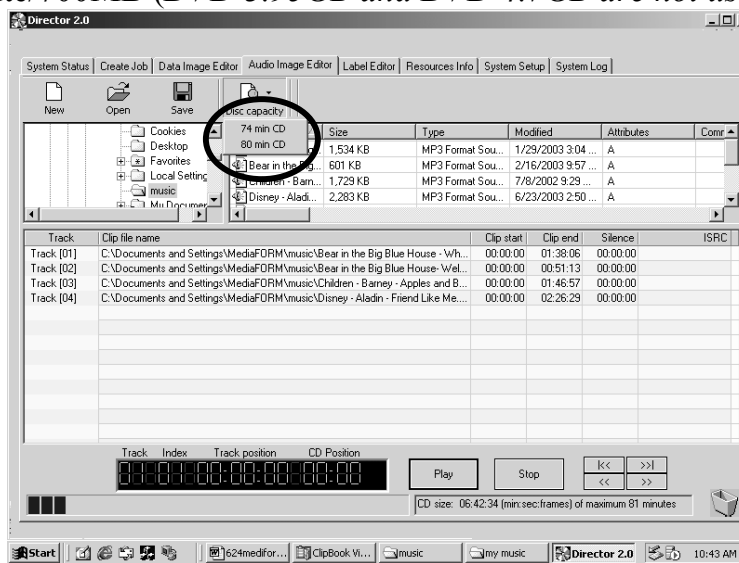 Director 2.0
System Status Create Job Data Image Editor Audio Image Editor Label Editor Resources Info System Setup System Log
New Open Save Disc capacity
74 min CD
80 min CD
Cookies
Desktop
Favorites
Local Setting
music
My Documer
Size Type Modified Attributes Comr
1,534 KB MP3 Format Sou... 1/29/2003 3:04 ... A
Bear in the Big... 601 KB MP3 Format Sou... 2/16/2003 9:57 ... A
Children - Barn... 1,729 KB MP3 Format Sou... 7/8/2002 9:29 ... A
Disney - Aladi... 2,283 KB MP3 Format Sou... 6/23/2003 2:50 ... A
Track Clip file name Clip start Clip end Silence ISRC
Track [01] C:\Documents and Settings\MediaFORM\music\Bear in the Big Blue House - Wh... 00:00:00 01:38:06 00:00:00
Track [02] C:\Documents and Settings\MediaFORM\music\Bear in the Big Blue House- Wel... 00:00:00 00:51:13 00:00:00
Track [03] C:\Documents and Settings\MediaFORM\music\Children - Barney - Apples and B... 00:00:00 01:46:57 00:00:00
Track [04] C:\Documents and Settings\MediaFORM\music\Disney - Aladin - Friend Like Me.... 00:00:00 02:26:29 00:00:00
Track Index Track position CD Position
Play Stop |<< >>|
<< >>
CD size: 06:42:34 (min:sec:frames) of maximum 81 minutes
Start 624medifor... ClipBook Vi... music my music Director 2.0 10:43 AM